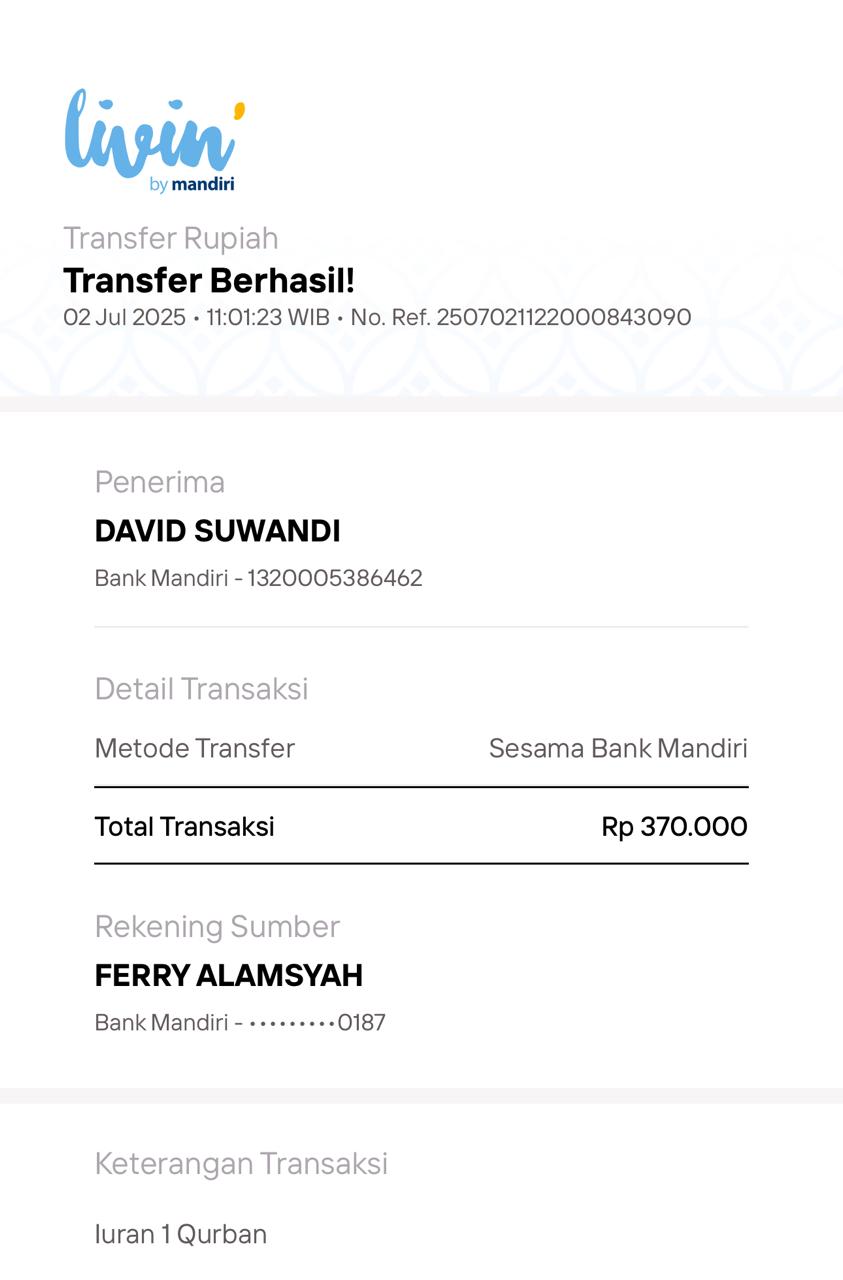 livin'
by mandiri
Transfer Rupiah
Transfer Berhasil!
02 Jul 2025 • 11:01:23 WIB • No. Ref. 2507021122000843090
Penerima
DAVID SUWANDI
Bank Mandiri - 1320005386462
Detail Transaksi
Metode Transfer Sesama Bank Mandiri
Total Transaksi Rp 370.000
Rekening Sumber
FERRY ALAMSYAH
Bank Mandiri - •••••••••0187
Keterangan Transaksi
Iuran 1 Qurban